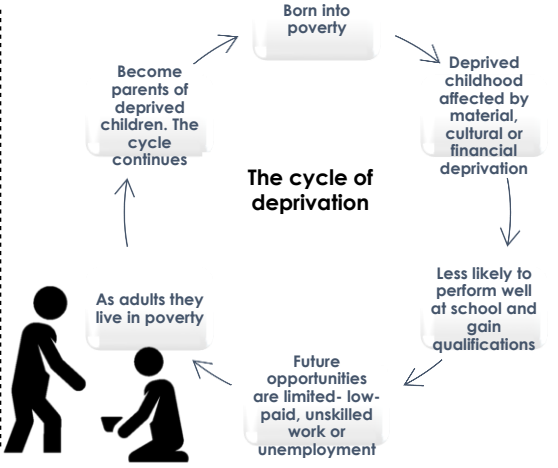 Born into
poverty
Deprived
childhood
affected by
material,
cultural or
financial
deprivation
Less likely to
perform well
at school and
gain
qualifications
Future
opportunities
are limited- low-
paid, unskilled
work or
unemployment
As adults they
live in poverty
Become
parents of
deprived
children. The
cycle
continues
The cycle of
deprivation